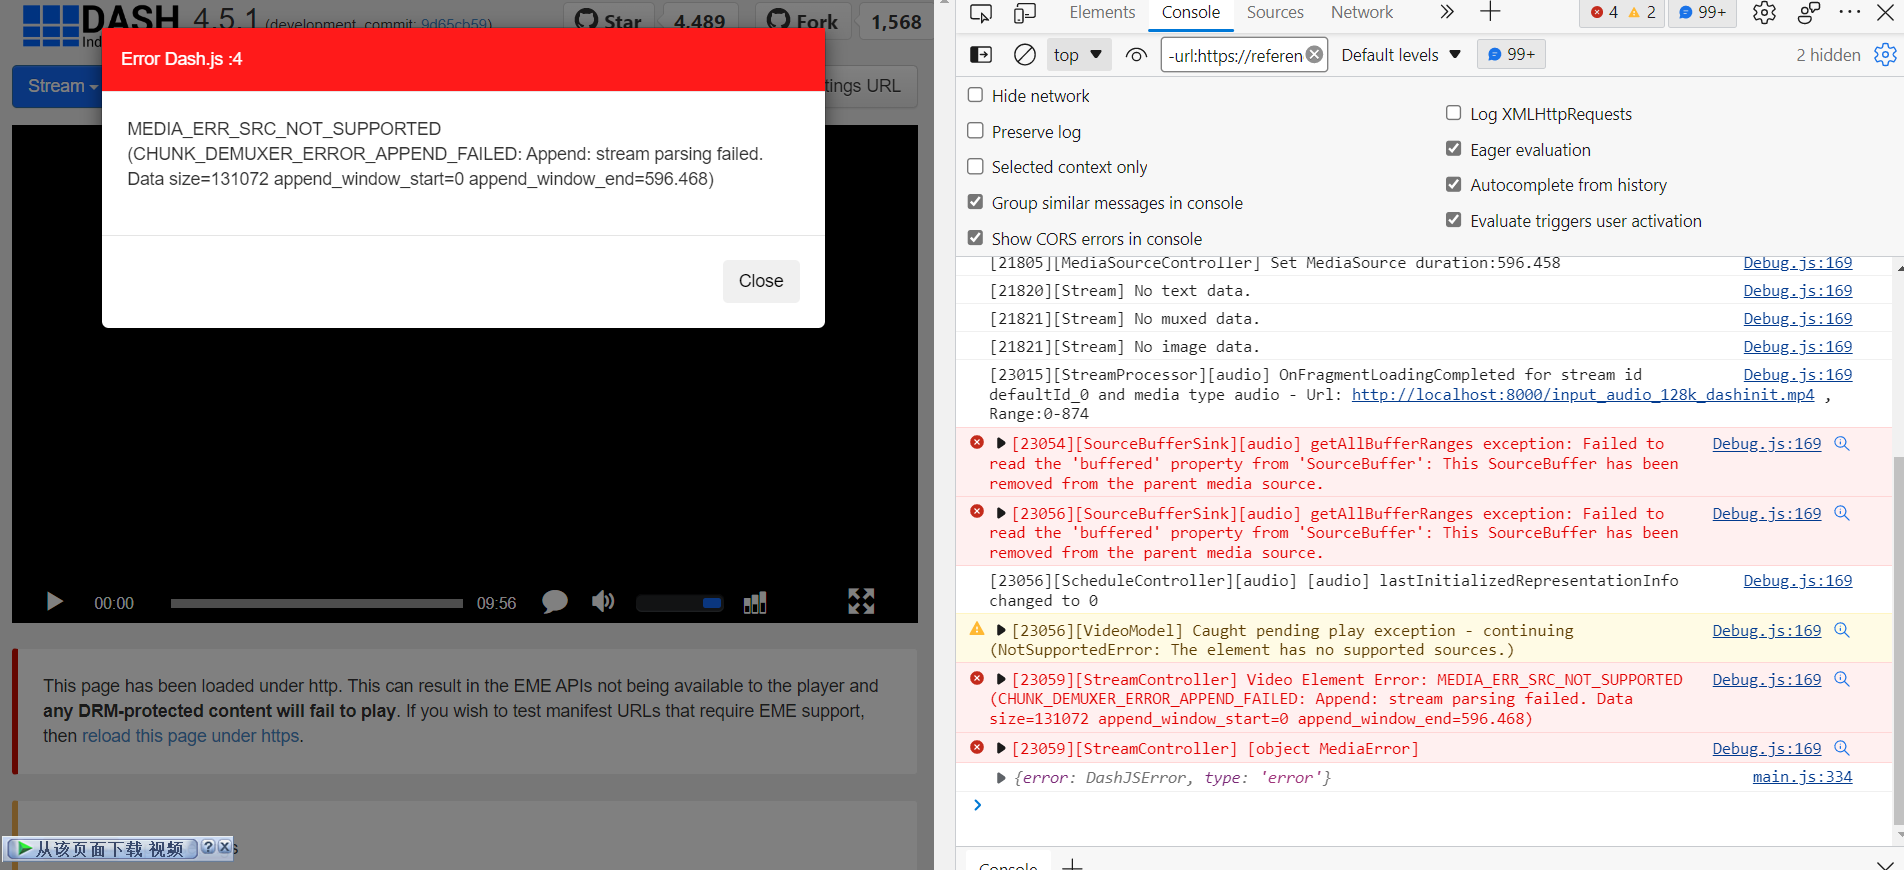 DASH 4.5.1 (development, commit: 9d65cb59)
Ind
Star 4,489 Fork 1,568
Stream
tings URL
Error Dash.js :4
MEDIA_ERR_SRC_NOT_SUPPORTED
(CHUNK_DEMUXER_ERROR_APPEND_FAILED: Append: stream parsing failed.
Data size=131072 append_window_start=0 append_window_end=596.468)
Close
00:00
09:56
This page has been loaded under http. This can result in the EME APIs not being available to the player and
any DRM-protected content will fail to play. If you wish to test manifest URLs that require EME support,
then reload this page under https.
从该页面下载 视频 ? X
s
Elements Console Sources Network 4 2 99+
top -url:https://referen Default levels 99+ 2 hidden
Hide network
Preserve log
Selected context only
Group similar messages in console
Show CORS errors in console
Log XMLHttpRequests
Eager evaluation
Autocomplete from history
Evaluate triggers user activation
[21805][MediaSourceController] Set MediaSource duration:596.458 Debug.js:169
[21820][Stream] No text data. Debug.js:169
[21821][Stream] No muxed data. Debug.js:169
[21821][Stream] No image data. Debug.js:169
[23015][StreamProcessor][audio] OnFragmentLoadingCompleted for stream id Debug.js:169
defaultId_0 and media type audio - Url: http://localhost:8000/input_audio_128k_dashinit.mp4 ,
Range:0-874
[23054][SourceBufferSink][audio] getAllBufferRanges exception: Failed to Debug.js:169
read the 'buffered' property from 'SourceBuffer': This SourceBuffer has been
removed from the parent media source.
[23056][SourceBufferSink][audio] getAllBufferRanges exception: Failed to Debug.js:169
read the 'buffered' property from 'SourceBuffer': This SourceBuffer has been
removed from the parent media source.
[23056][ScheduleController][audio] [audio] lastInitializedRepresentationInfo Debug.js:169
changed to 0
[23056][VideoModel] Caught pending play exception - continuing Debug.js:169
(NotSupportedError: The element has no supported sources.)
[23059][StreamController] Video Element Error: MEDIA_ERR_SRC_NOT_SUPPORTED Debug.js:169
(CHUNK_DEMUXER_ERROR_APPEND_FAILED: Append: stream parsing failed. Data
size=131072 append_window_start=0 append_window_end=596.468)
[23059][StreamController] [object MediaError] Debug.js:169
{error: DashJSError, type: 'error'} main.js:334
Console